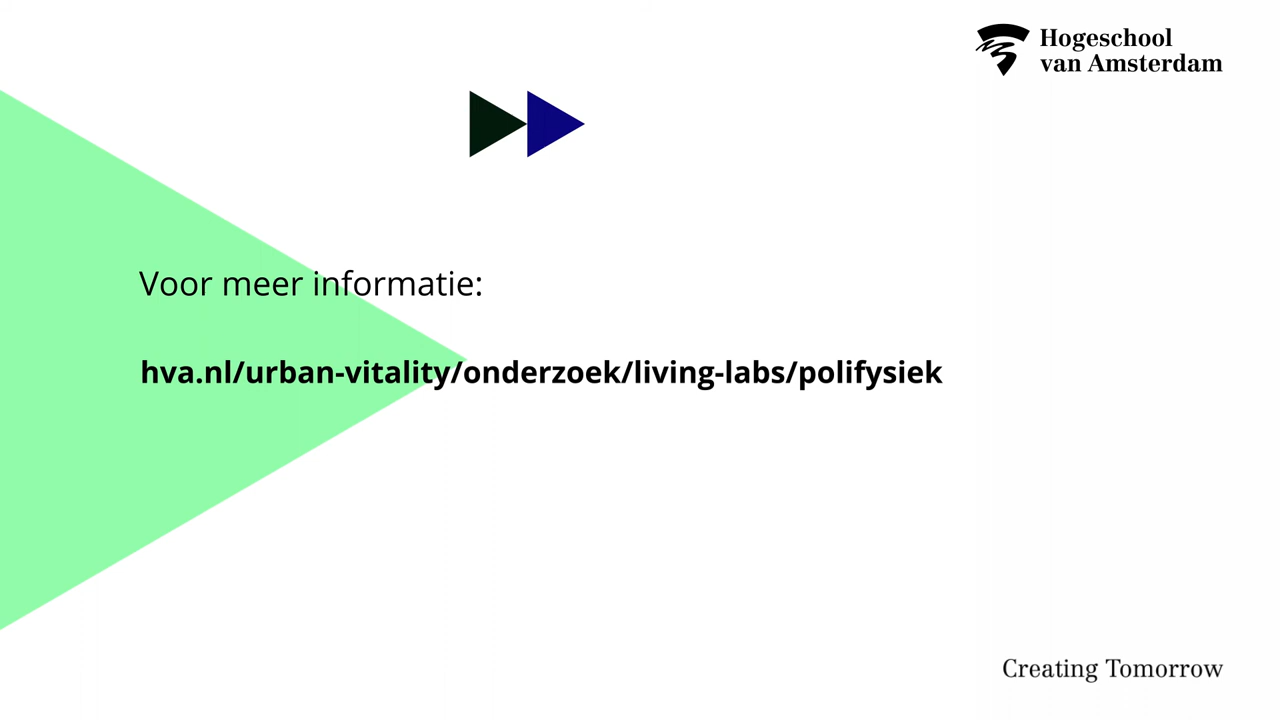 Hogeschool
van Amsterdam
Voor meer informatie:
hva.nl/urban-vitality/onderzoek/living-labs/polifysiek
Creating Tomorrow